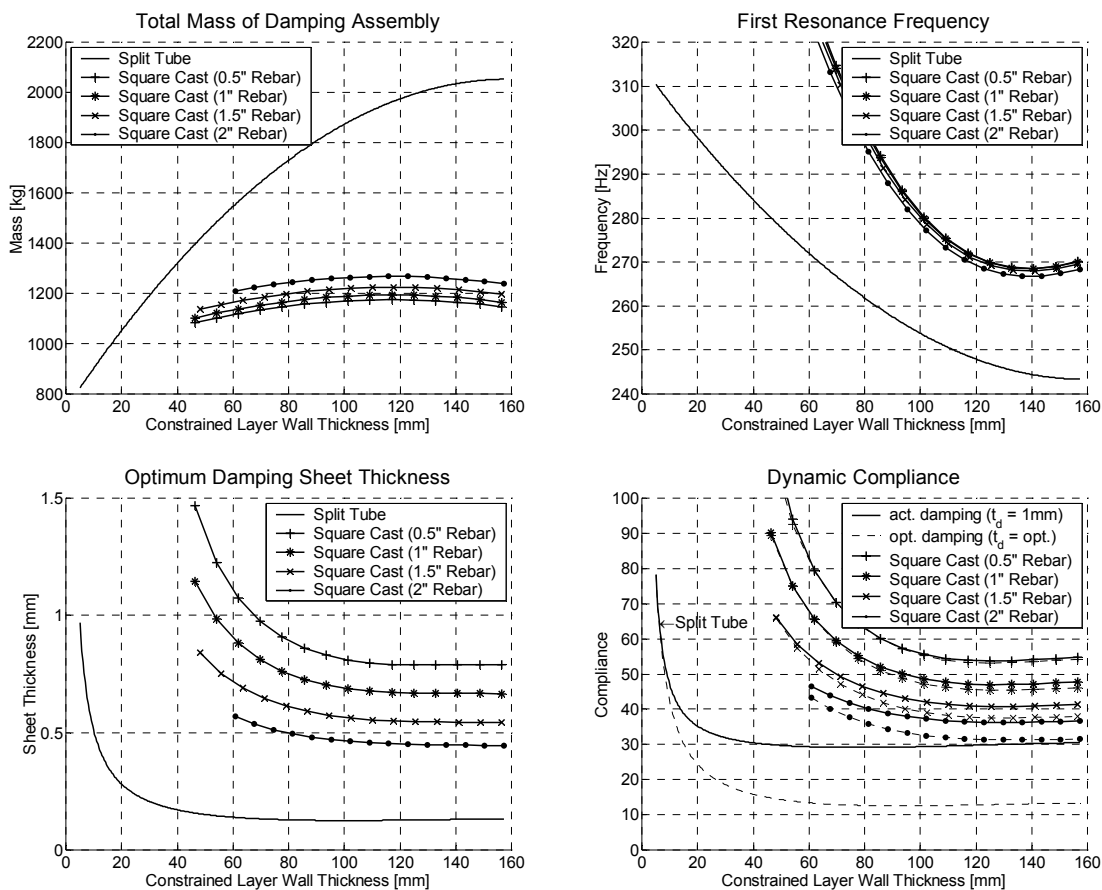 Total Mass of Damping Assembly
2200
2000
1800
1600
1400
1200
1000
800
Mass [kg]
Split Tube
Square Cast (0.5" Rebar)
Square Cast (1" Rebar)
Square Cast (1.5" Rebar)
Square Cast (2" Rebar)
0 20 40 60 80 100 120 140 160
Constrained Layer Wall Thickness [mm]
First Resonance Frequency
320
310
300
290
280
270
260
250
240
Frequency [Hz]
Split Tube
Square Cast (0.5" Rebar)
Square Cast (1" Rebar)
Square Cast (1.5" Rebar)
Square Cast (2" Rebar)
0 20 40 60 80 100 120 140 160
Constrained Layer Wall Thickness [mm]
Optimum Damping Sheet Thickness
1.5
1
0.5
0
Sheet Thickness [mm]
Split Tube
Square Cast (0.5" Rebar)
Square Cast (1" Rebar)
Square Cast (1.5" Rebar)
Square Cast (2" Rebar)
0 20 40 60 80 100 120 140 160
Constrained Layer Wall Thickness [mm]
Dynamic Compliance
100
90
80
70
60
50
40
30
20
10
0
Compliance
act. damping (t_d = 1mm)
opt. damping (t_d = opt.)
Square Cast (0.5" Rebar)
Square Cast (1" Rebar)
Square Cast (1.5" Rebar)
Square Cast (2" Rebar)
Split Tube
0 20 40 60 80 100 120 140 160
Constrained Layer Wall Thickness [mm]